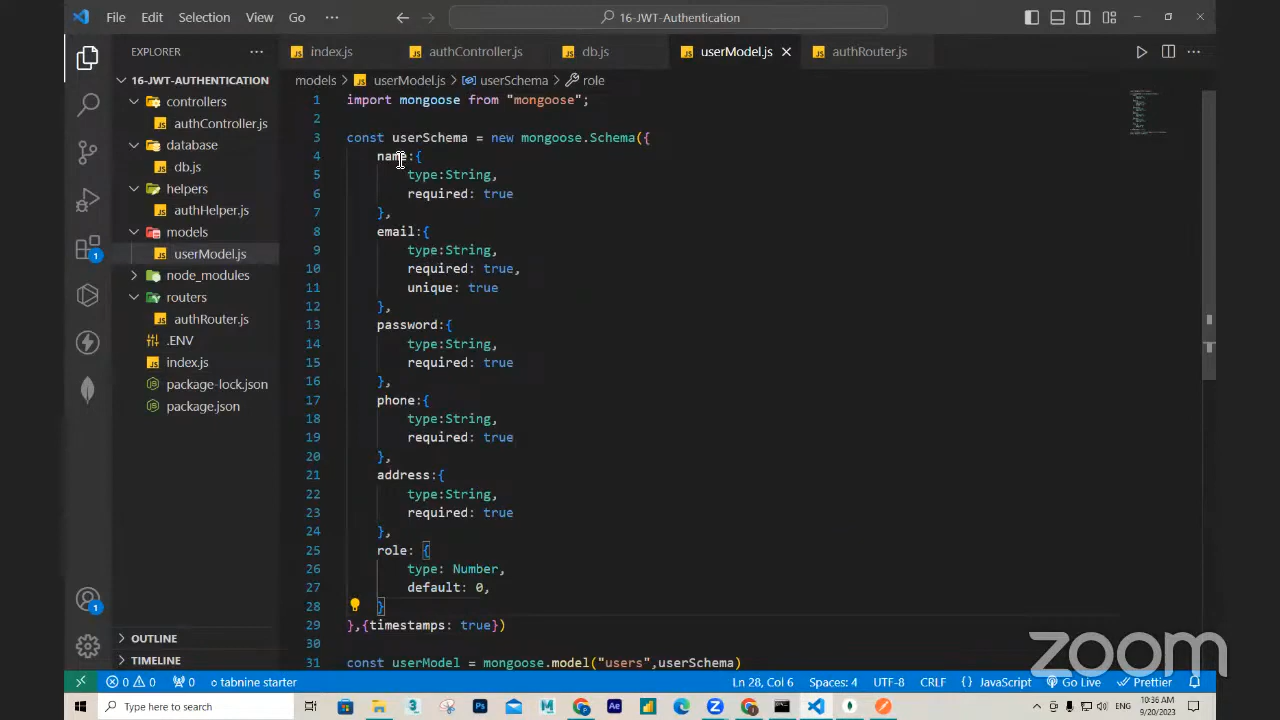 File Edit Selection View Go ··· 16-JWT-Authentication
EXPLORER ···
index.js authController.js db.js userModel.js authRouter.js
16-JWT-AUTHENTICATION
controllers
authController.js
database
db.js
helpers
authHelper.js
models
userModel.js
node_modules
routers
authRouter.js
.ENV
index.js
package-lock.json
package.json
OUTLINE
TIMELINE
1
1
models > userModel.js > userSchema > role
1 import mongoose from "mongoose";
2
3 const userSchema = new mongoose.Schema({
4 name:{
5 type:String,
6 required: true
7 },
8 email:{
9 type:String,
10 required: true,
11 unique: true
12 },
13 password:{
14 type:String,
15 required: true
16 },
17 phone:{
18 type:String,
19 required: true
20 },
21 address:{
22 type:String,
23 required: true
24 },
25 role: {
26 type: Number,
27 default: 0,
28 }
29 },{timestamps: true})
30
31 const userModel = mongoose.model("users",userSchema)
zoom
0 0 0 tabnine starter Ln 28, Col 6 Spaces: 4 UTF-8 CRLF {} JavaScript Go Live Prettier
Type here to search ENG 10:36 AM
9/20/2023